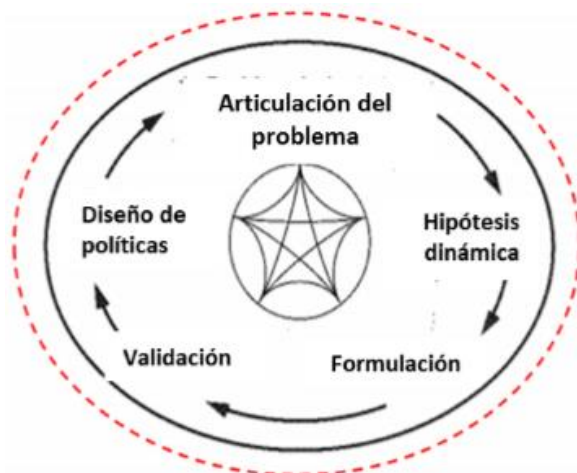 Articulación del
problema
Hipótesis
dinámica
Formulación
Validación
Diseño de
políticas